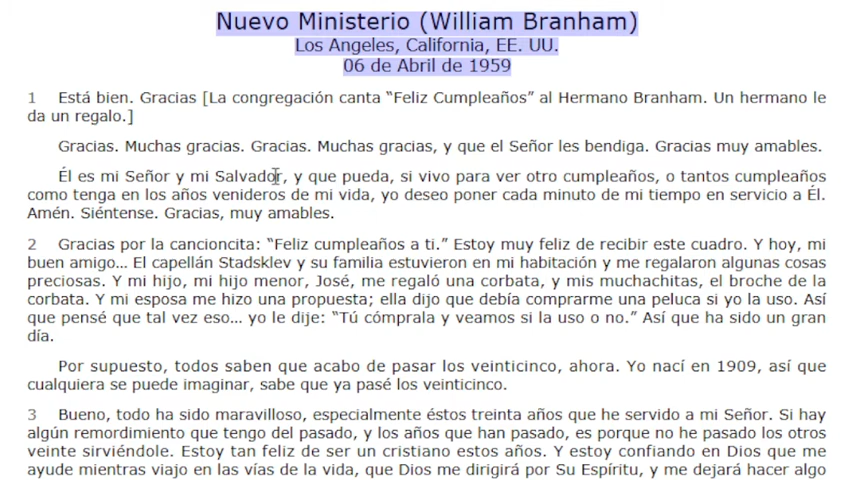 Nuevo Ministerio (William Branham)
Los Angeles, California, EE. UU.
06 de Abril de 1959
1 Está bien. Gracias [La congregación canta “Feliz Cumpleaños” al Hermano Branham. Un hermano le
da un regalo.]
Gracias. Muchas gracias. Gracias. Muchas gracias, y que el Señor les bendiga. Gracias muy amables.
Él es mi Señor y mi Salvador, y que pueda, si vivo para ver otro cumpleaños, o tantos cumpleaños
como tenga en los años venideros de mi vida, yo deseo poner cada minuto de mi tiempo en servicio a Él.
Amén. Siéntense. Gracias, muy amables.
2 Gracias por la cancioncita: “Feliz cumpleaños a ti.” Estoy muy feliz de recibir este cuadro. Y hoy, mi
buen amigo... El capellán Stadsklev y su familia estuvieron en mi habitación y me regalaron algunas cosas
preciosas. Y mi hijo, mi hijo menor, José, me regaló una corbata, y mis muchachitas, el broche de la
corbata. Y mi esposa me hizo una propuesta; ella dijo que debía comprarme una peluca si yo la uso. Así
que pensé que tal vez eso... yo le dije: “Tú cómprala y veamos si la uso o no.” Así que ha sido un gran
día.
Por supuesto, todos saben que acabo de pasar los veinticinco, ahora. Yo nací en 1909, así que
cualquiera se puede imaginar, sabe que ya pasé los veinticinco.
3 Bueno, todo ha sido maravilloso, especialmente éstos treinta años que he servido a mi Señor. Si hay
algún remordimiento que tengo del pasado, y los años que han pasado, es porque no he pasado los otros
veinte sirviéndole. Estoy tan feliz de ser un cristiano estos años. Y estoy confiando en Dios que me
ayude mientras viajo en las vías de la vida, que Dios me dirigirá por Su Espíritu, y me dejará hacer algo